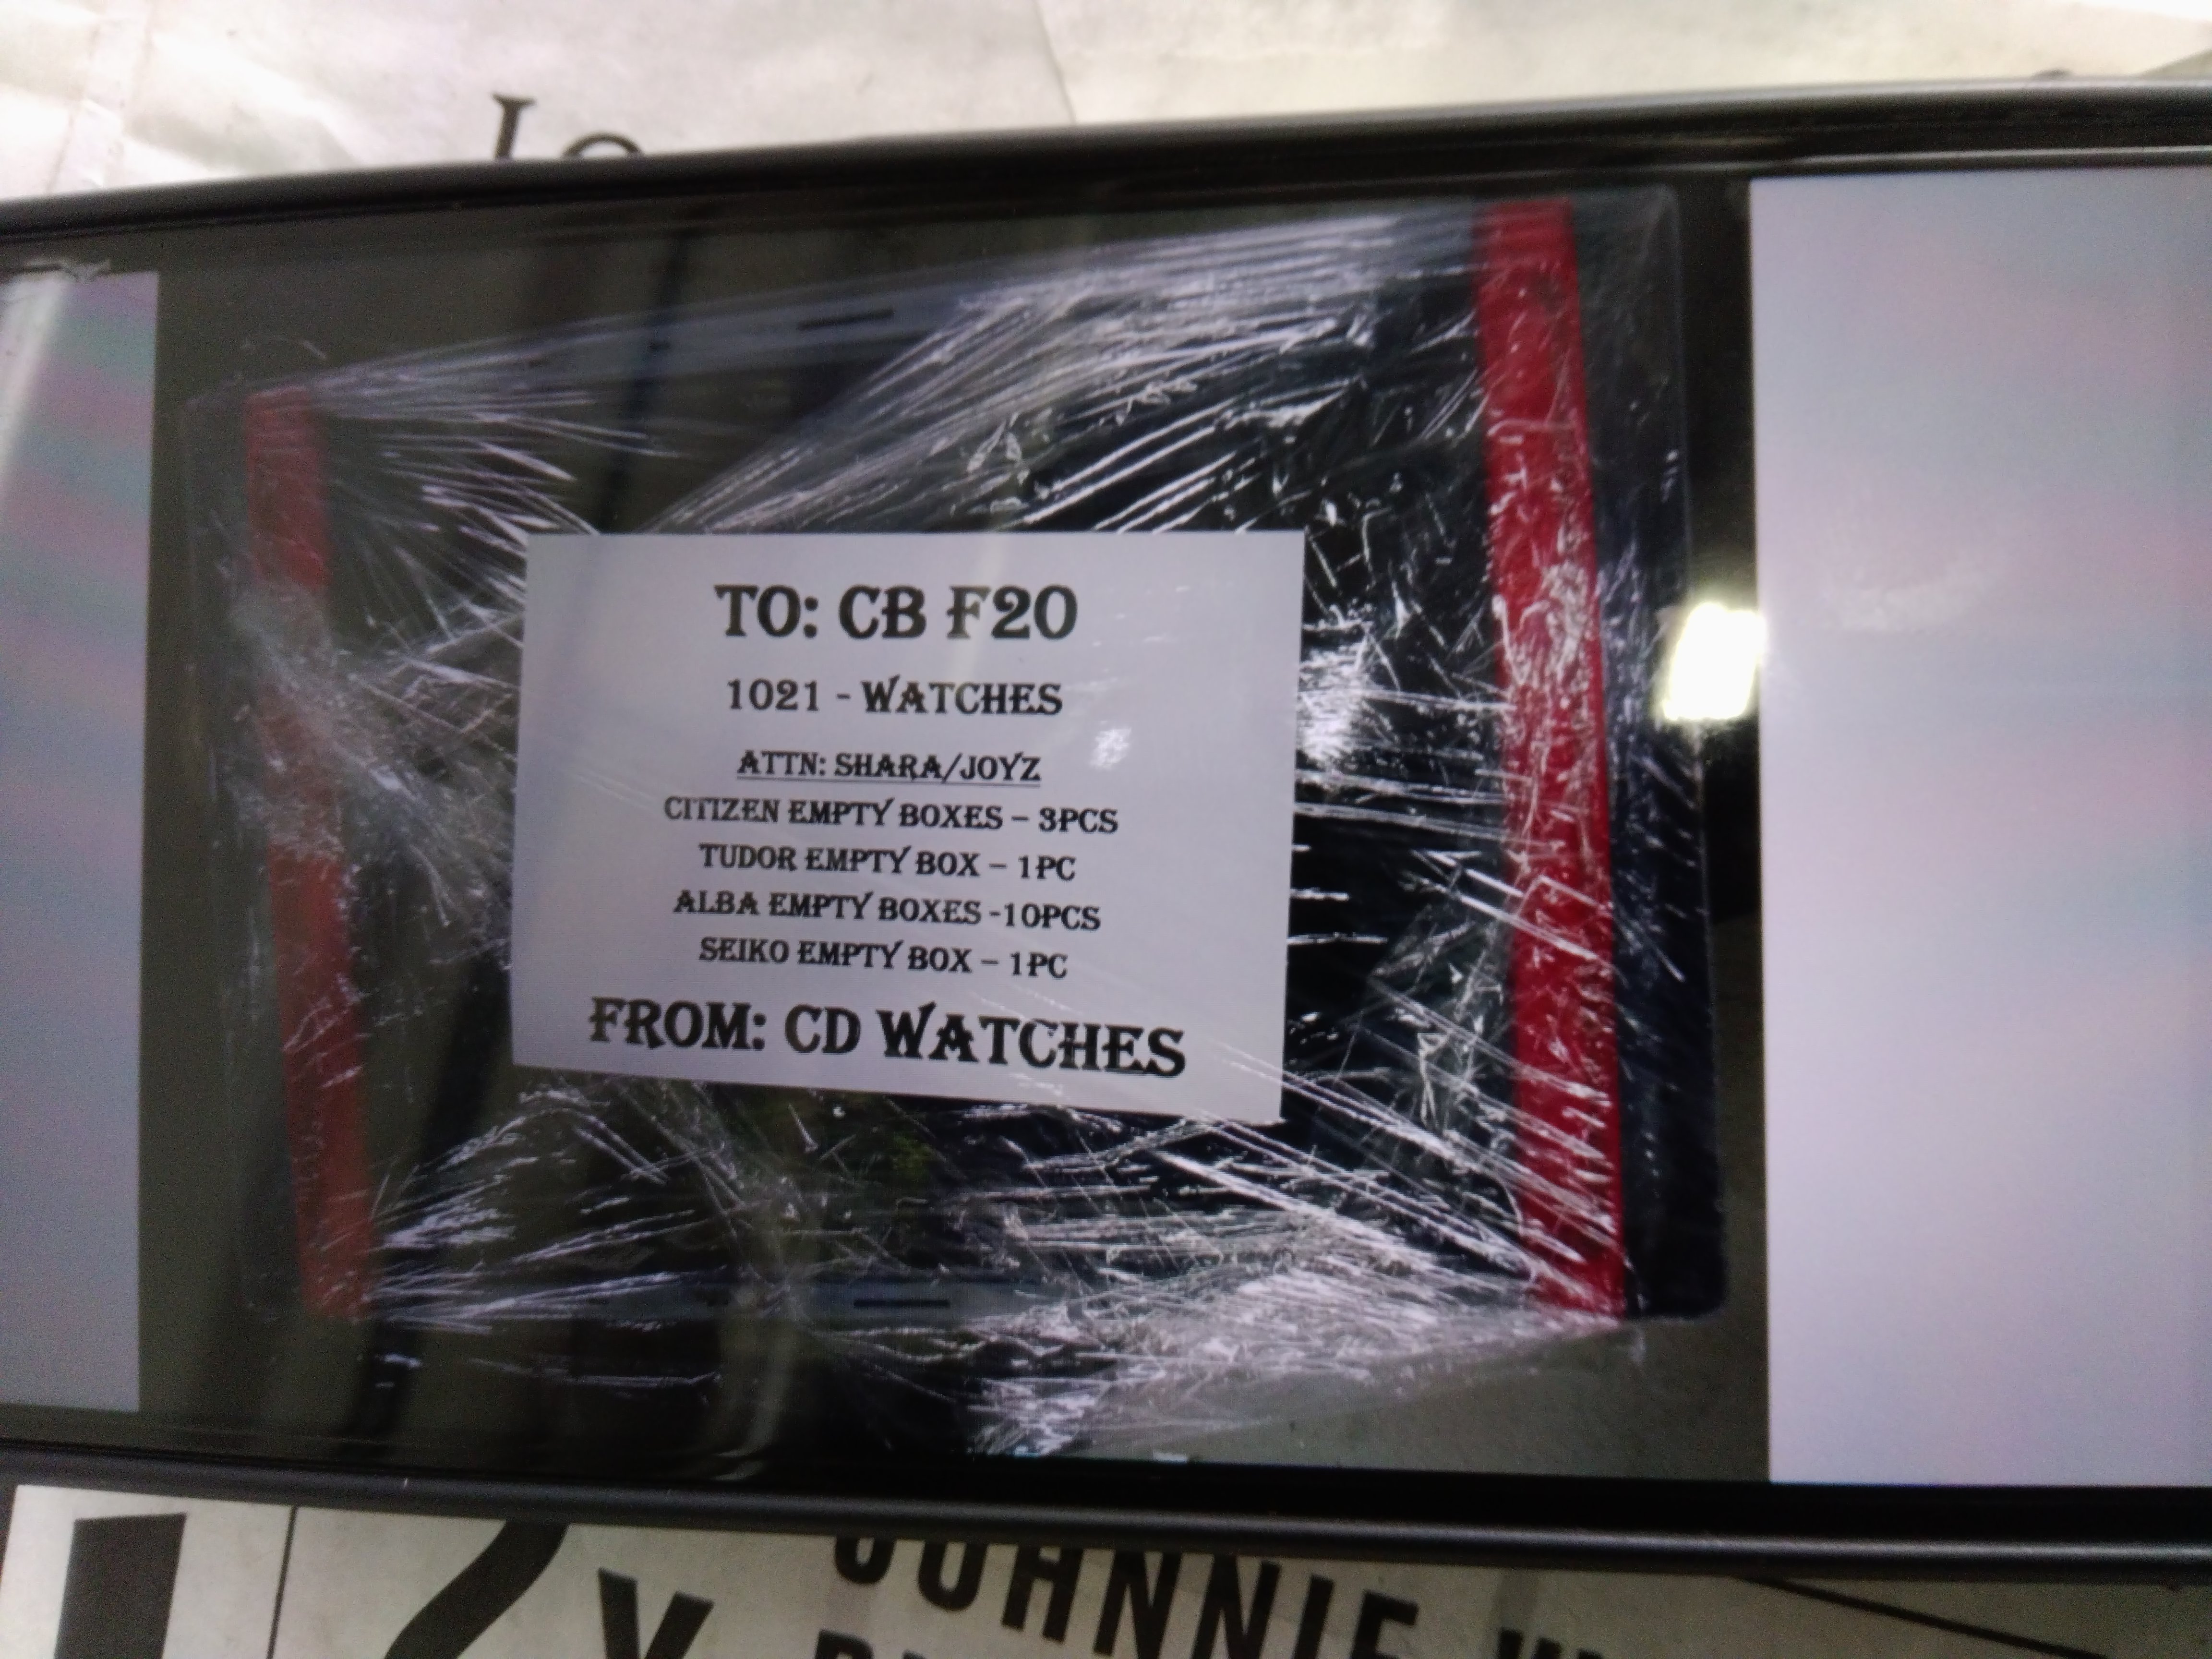 TO: CB F20
1021 - WATCHES
ATTN: SHARA/JOYZ
CITIZEN EMPTY BOXES – 3PCS
TUDOR EMPTY BOX – 1PC
ALBA EMPTY BOXES -10PCS
SEIKO EMPTY BOX – 1PC
FROM: CD WATCHES
JOHNNIE